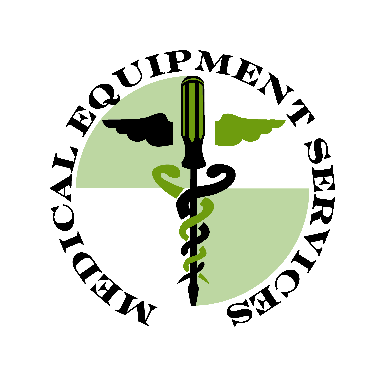 MEDICAL EQUIPMENT SERVICES